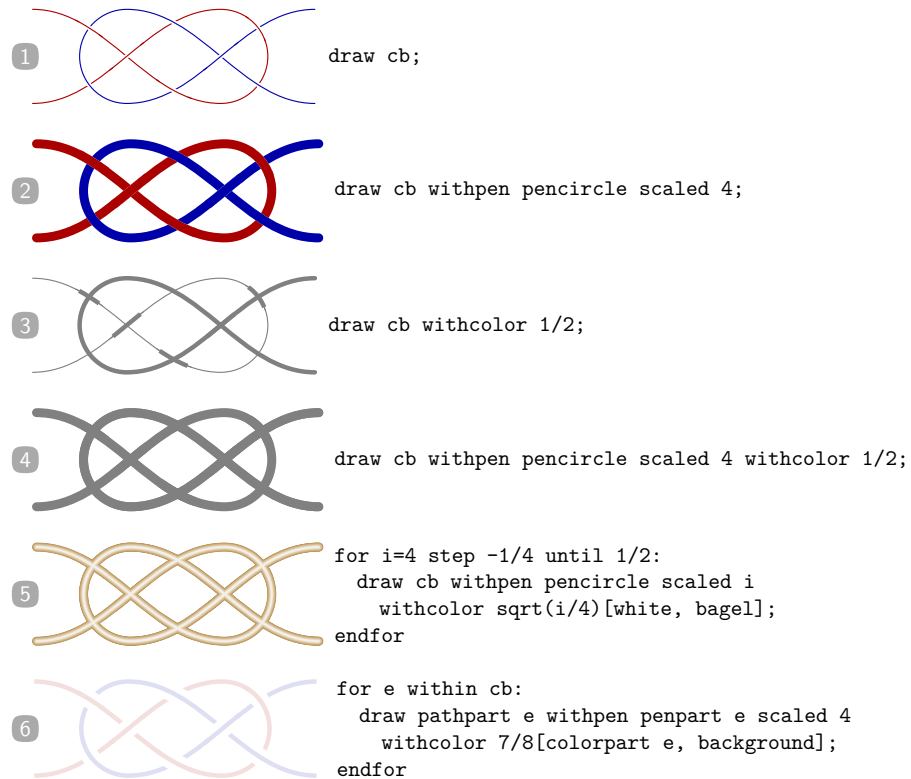 1 draw cb;
2 draw cb withpen pencircle scaled 4;
3 draw cb withcolor 1/2;
4 draw cb withpen pencircle scaled 4 withcolor 1/2;
5 for i=4 step -1/4 until 1/2:
draw cb withpen pencircle scaled i
withcolor sqrt(i/4)[white, bagel];
endfor
6 for e within cb:
draw pathpart e withpen penpart e scaled 4
withcolor 7/8[colorpart e, background];
endfor